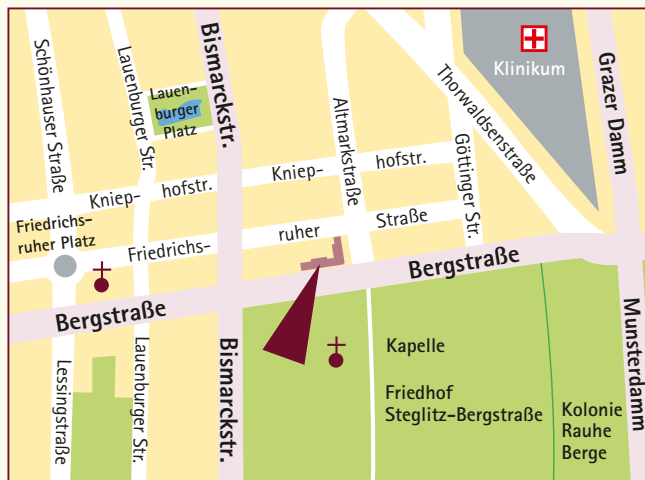 Schönhauser Straße
Lauenburger Str.
Bismarckstr.
Lauen-
burger
Platz
Altmarkstraße
Klinikum
Thorwaldsenstraße
Grazer Damm
Göttinger Str.
Kniep-
hofstr.
Kniep-
hofstr.
Friedrichs-
ruher Platz
Friedrichs-
ruher
Straße
Bergstraße
Bergstraße
Lessingstraße
Lauenburger Str.
Bismarckstr.
Kapelle
Friedhof
Steglitz-Bergstraße
Kolonie
Rauhe
Berge
Munsterdamm